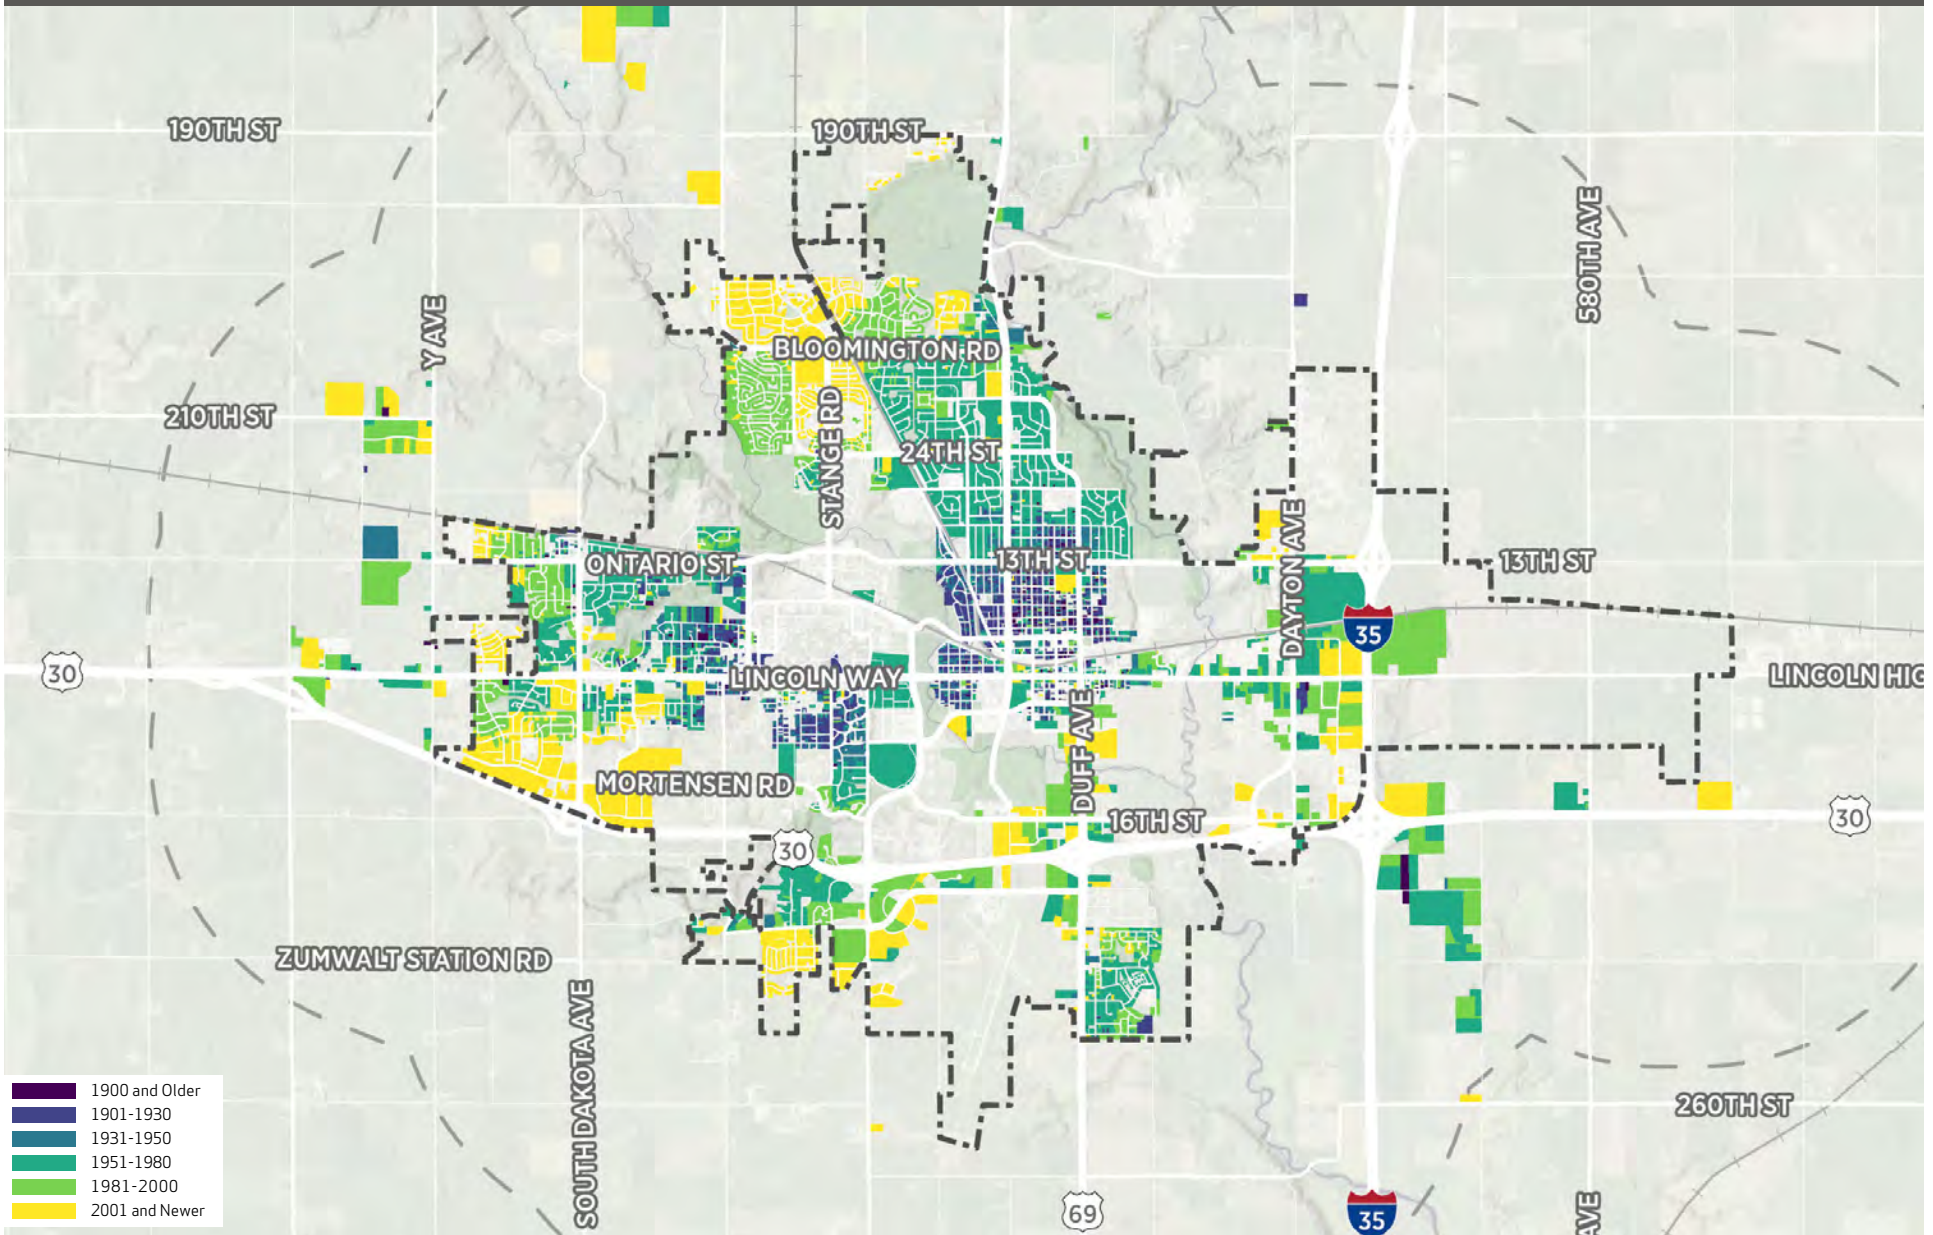 190TH ST
190TH ST
580TH AVE
Y AVE
BLOOMINGTON RD
210TH ST
STANGE RD
24TH ST
DAYTON AVE
ONTARIO ST
13TH ST
13TH ST
35
30
LINCOLN WAY
LINCOLN HIG
DUFF AVE
MORTENSEN RD
16TH ST
30
30
ZUMWALT STATION RD
SOUTH DAKOTA AVE
260TH ST
69
35
AVE
1900 and Older
1901-1930
1931-1950
1951-1980
1981-2000
2001 and Newer